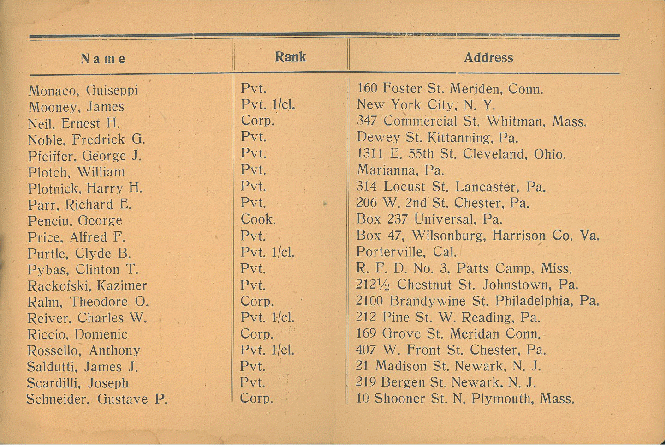 Name Rank Address
Monaco, Guiseppi Pvt. 160 Foster St. Meriden, Conn.
Mooney, James Pvt. 1/cl. New York City, N. Y.
Neil, Ernest H. Corp. 347 Commercial St. Whitman, Mass.
Noble, Fredrick G. Pvt. Dewey St. Kittanning, Pa.
Pfeiffer, George J. Pvt. 1311 E. 55th St. Cleveland, Ohio.
Plotch, William Pvt. Marianna, Pa.
Plotnick, Harry H. Pvt. 314 Locust St. Lancaster, Pa.
Parr, Richard E. Pvt. 206 W. 2nd St. Chester, Pa.
Penciu, George Cook. Box 237 Universal, Pa.
Price, Alfred F. Pvt. Box 47, Wilsonburg, Harrison Co, Va.
Purtle, Clyde B. Pvt. 1/cl. Porterville, Cal.
Pybas, Clinton T. Pvt. R. F. D. No. 3. Patts Camp, Miss.
Rackofski, Kazimer Pvt. 212½ Chestnut St. Johnstown, Pa.
Rahn, Theodore O. Corp. 2100 Brandywine St. Philadelphia, Pa.
Reiver, Charles W. Pvt. 1/cl. 212 Pine St. W. Reading, Pa.
Riccio, Domenic Corp. 169 Grove St. Meridan Conn.
Rossello, Anthony Pvt. 1/cl. 407 W. Front St. Chester, Pa.
Saldutti, James J. Pvt. 21 Madison St. Newark, N. J.
Scardilli, Joseph Pvt. 219 Bergen St. Newark, N. J.
Schneider, Gustave P. Corp. 10 Shooner St. N. Plymouth, Mass.